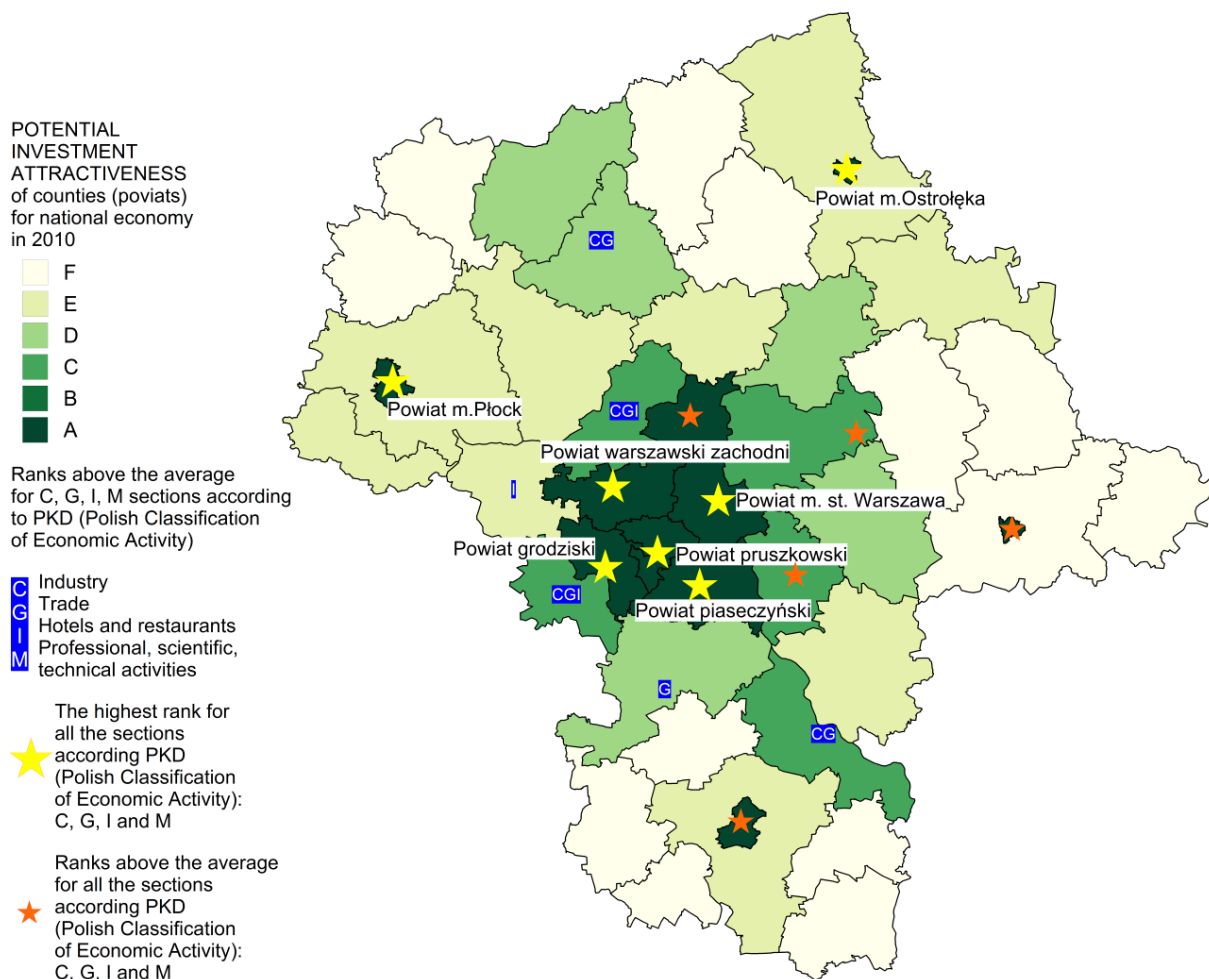 POTENTIAL
INVESTMENT
ATTRACTIVENESS
of counties (poviats)
for national economy
in 2010
F
E
D
C
B
A
Ranks above the average
for C, G, I, M sections according
to PKD (Polish Classification
of Economic Activity)
C
G
I
M
Industry
Trade
Hotels and restaurants
Professional, scientific,
technical activities
The highest rank for
all the sections
according PKD
(Polish Classification
of Economic Activity):
C, G, I and M
Ranks above the average
for all the sections
according PKD
(Polish Classification
of Economic Activity):
C, G, I and M
Powiat m.Ostrołęka
CG
Powiat m.Płock
CGI
Powiat warszawski zachodni
I
Powiat m. st. Warszawa
Powiat grodziski
Powiat pruszkowski
CGI
Powiat piaseczyński
G
CG